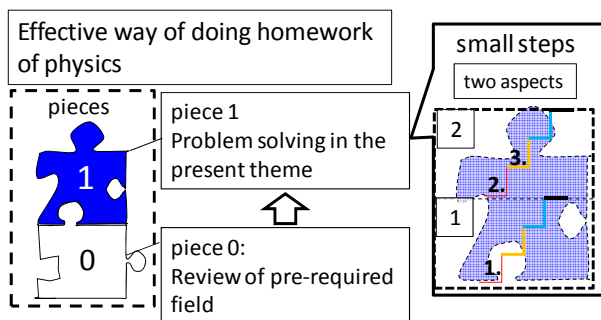 Effective way of doing homework
of physics
pieces
1
0
piece 1
Problem solving in the
present theme
piece 0:
Review of pre-required
field
small steps
two aspects
2
3.
2.
1
1.